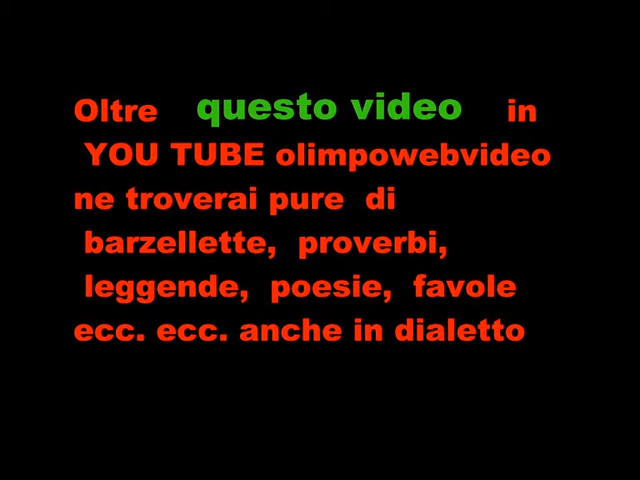 Oltre questo video in
YOU TUBE olimpowebvideo
ne troverai pure di
barzellette, proverbi,
leggende, poesie, favole
ecc. ecc. anche in dialetto